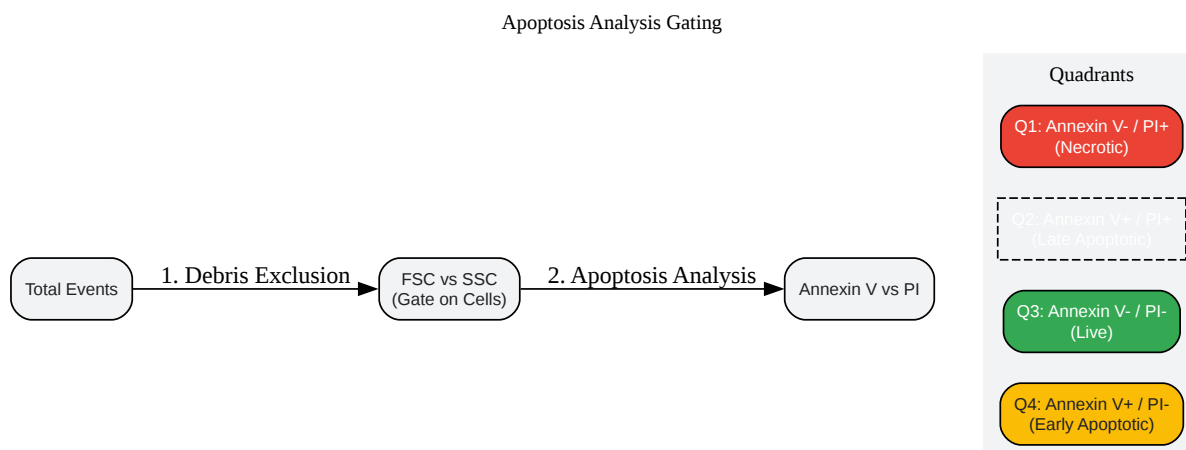 Apoptosis Analysis Gating
Total Events
1. Debris Exclusion
FSC vs SSC
(Gate on Cells)
2. Apoptosis Analysis
Annexin V vs PI
Quadrants
Q1: Annexin V- / PI+
(Necrotic)
Q2: Annexin V+ / PI+
(Late Apoptotic)
Q3: Annexin V- / PI-
(Live)
Q4: Annexin V+ / PI-
(Early Apoptotic)